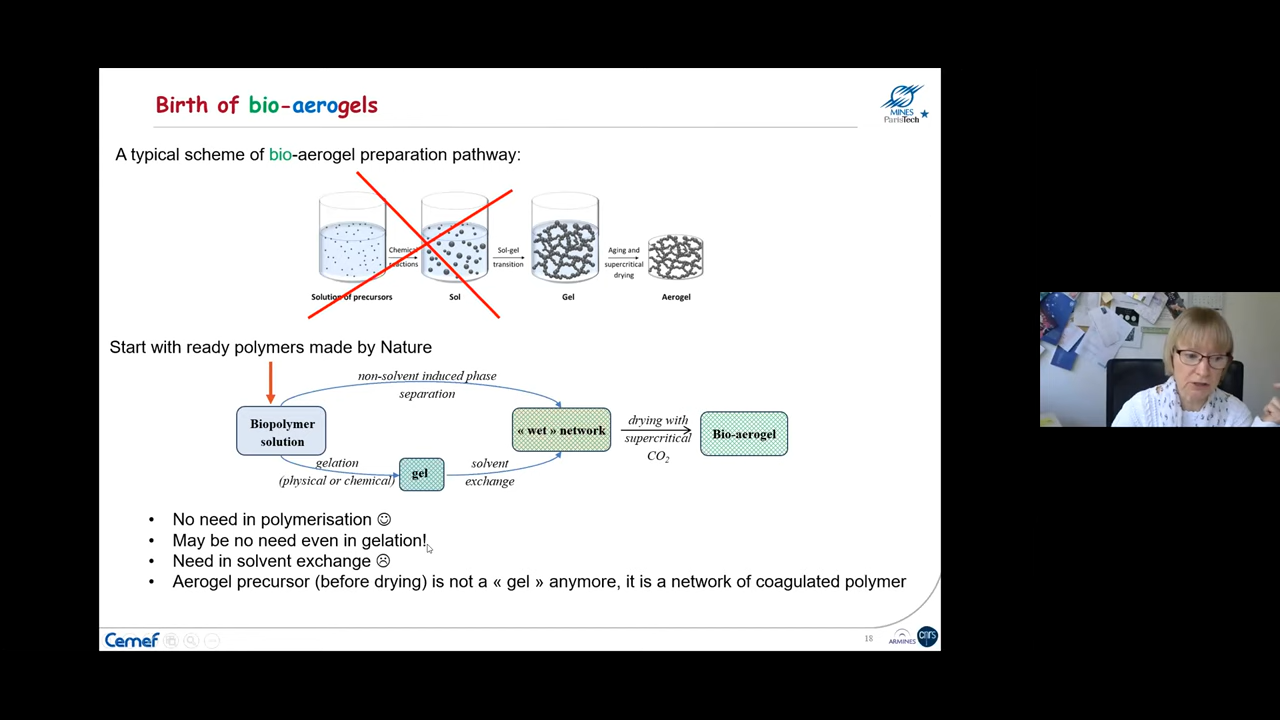 Birth of bio-aerogels
MINES
ParisTech
A typical scheme of bio-aerogel preparation pathway:
Chemical
reactions
Sol-gel
transition
Aging and
supercritical
drying
Solution of precursors
Sol
Gel
Aerogel
Start with ready polymers made by Nature
non-solvent induced phase
separation
Biopolymer
solution
« wet » network
drying with
supercritical
CO2
Bio-aerogel
gelation
(physical or chemical)
gel
solvent
exchange
• No need in polymerisation ☺
• May be no need even in gelation!
• Need in solvent exchange ☹
• Aerogel precursor (before drying) is not a « gel » anymore, it is a network of coagulated polymer
Cemef
18
ARMINES
cnrs